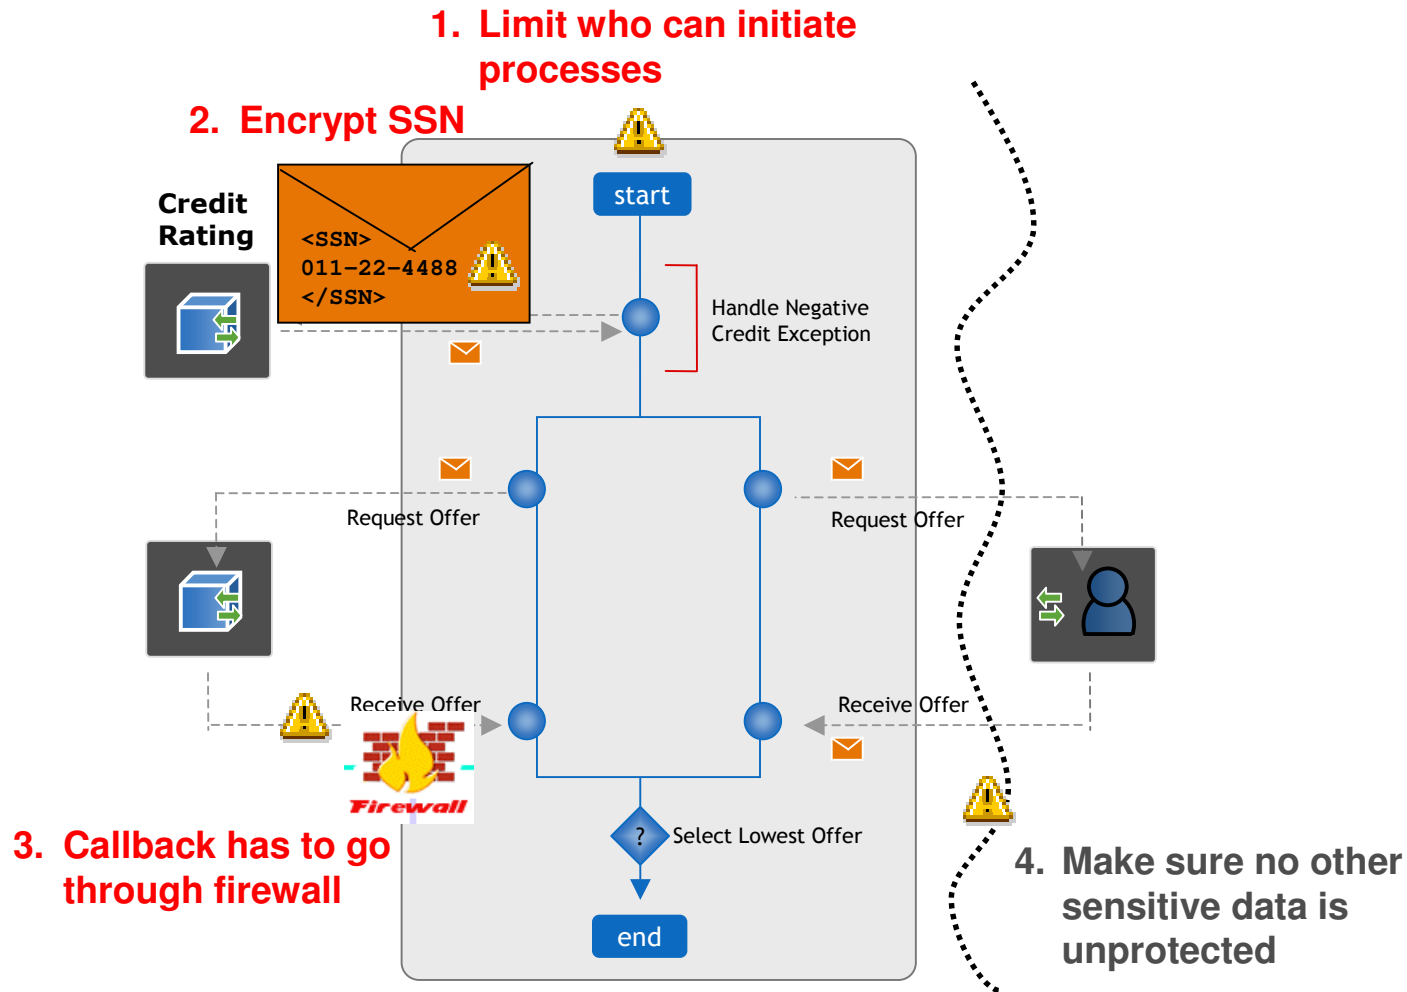 1. Limit who can initiate
processes
2. Encrypt SSN
start
Credit
Rating
<SSN>
011-22-4488
</SSN>
Handle Negative
Credit Exception
Request Offer
Request Offer
Receive Offer
Receive Offer
Firewall
? Select Lowest Offer
3. Callback has to go
through firewall
4. Make sure no other
sensitive data is
unprotected
end